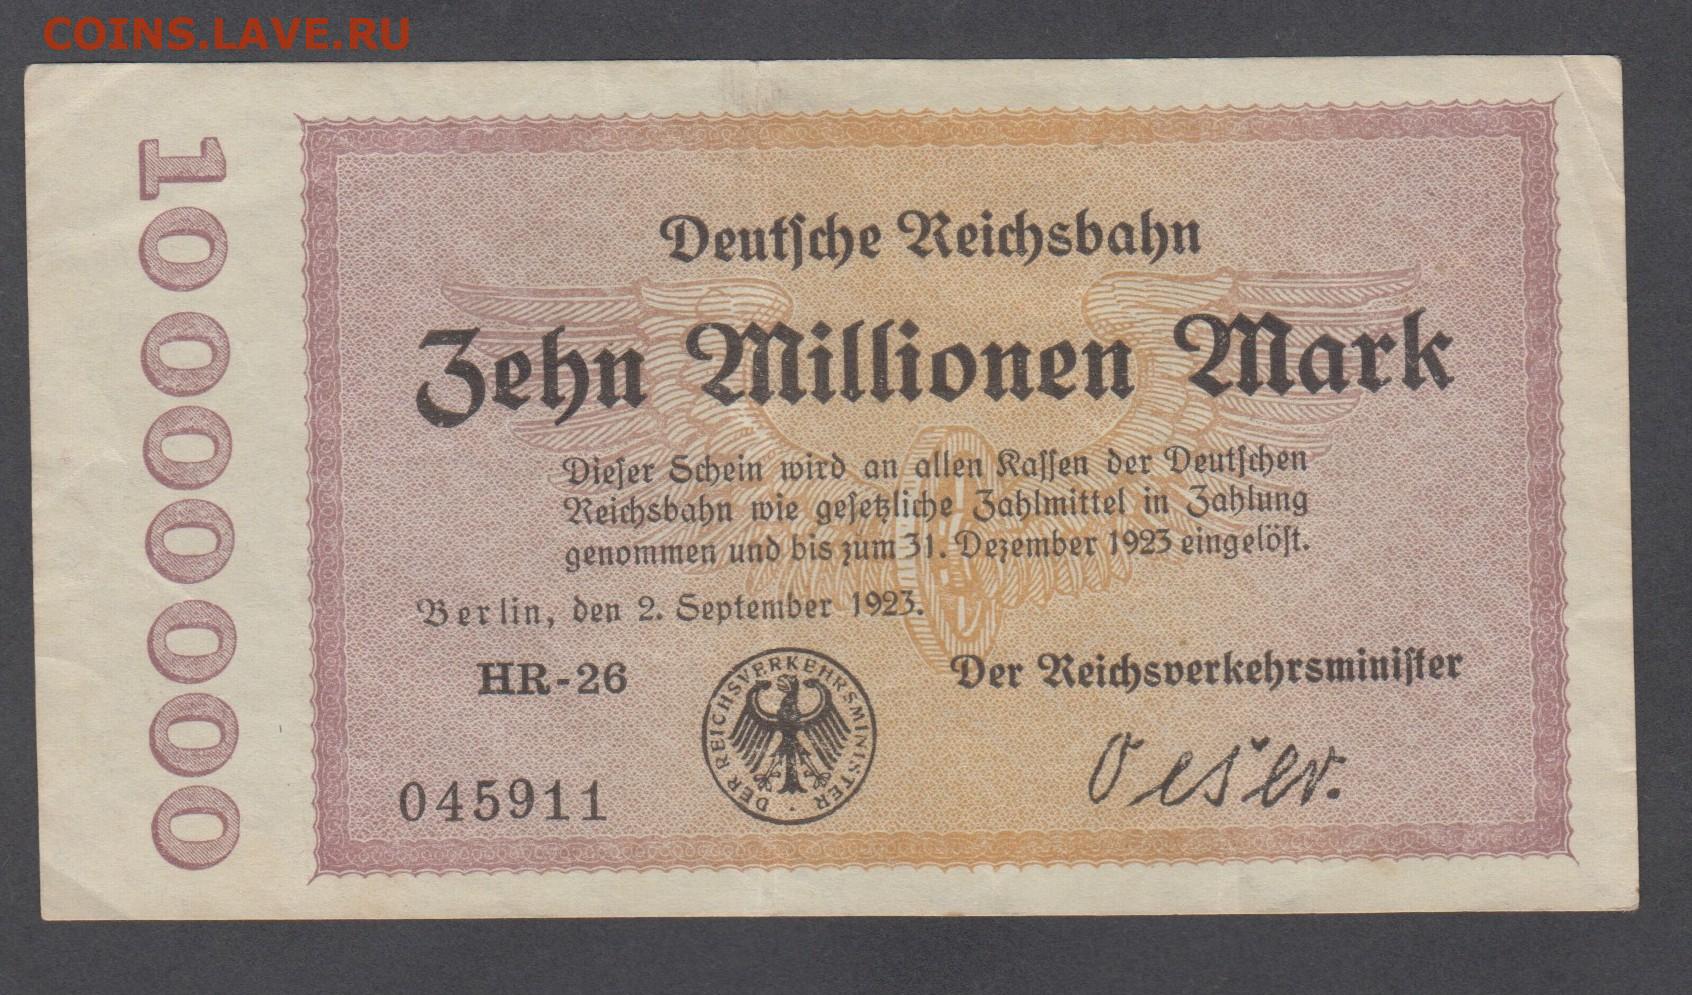 COINS.LAVE.RU
10000000
Deutsche Reichsbahn
Zehn Millionen Mark
Dieser Schein wird an allen Kassen der Deutschen
Reichsbahn wie gesetzliche Zahlmittel in Zahlung
genommen und bis zum 31. Dezember 1923 eingelöst.
Berlin, den 2. September 1923.
HR-26
Der Reichsverkehrsminister
DER REICHSVERKEHRSMINISTER
045911
Oeser.